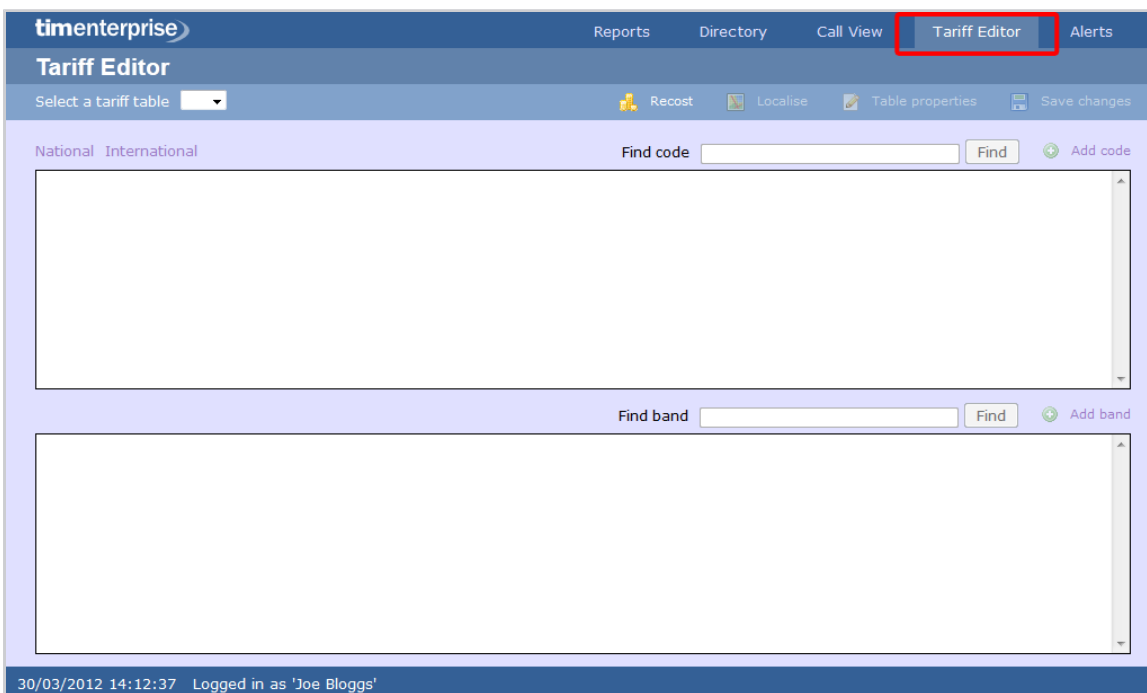 timenterprise
Reports Directory Call View Tariff Editor Alerts
Tariff Editor
Select a tariff table Recost Localise Table properties Save changes
National International Find code Find Add code
Find band Find Add band
30/03/2012 14:12:37 Logged in as 'Joe Bloggs'